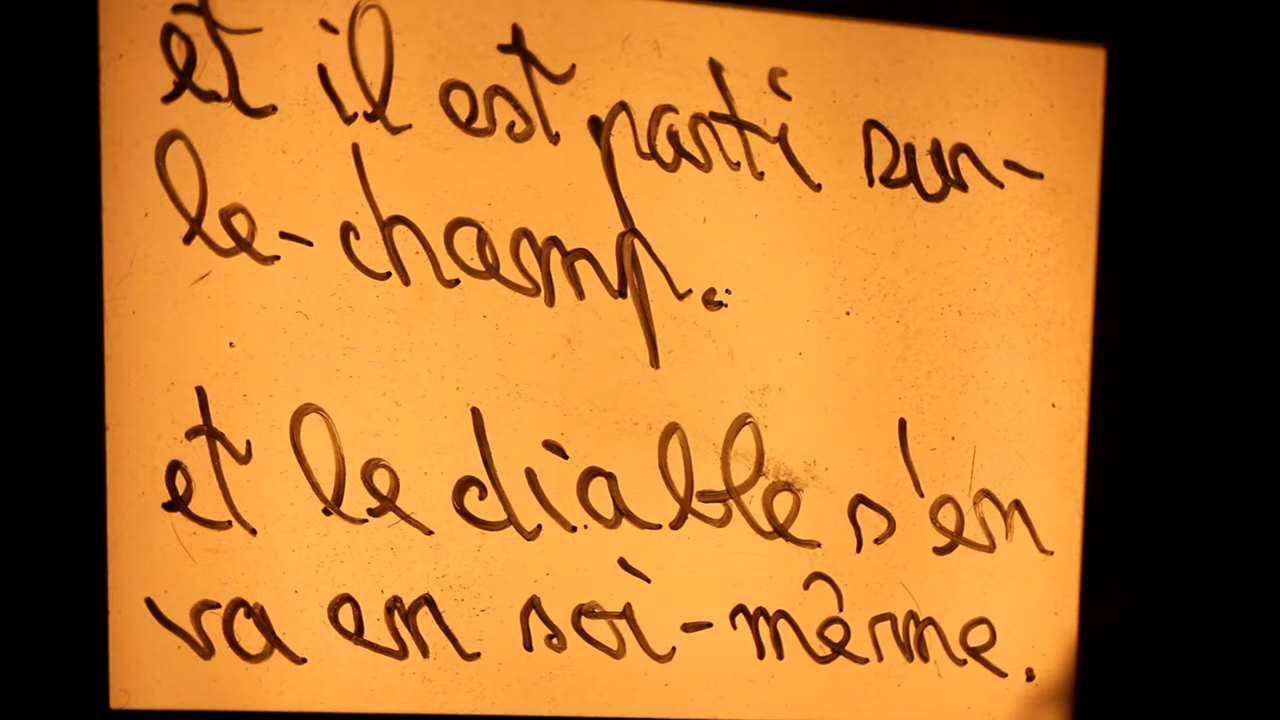 et il est parti sur-
le-champ.
et le diable s'en
va en soi-même.